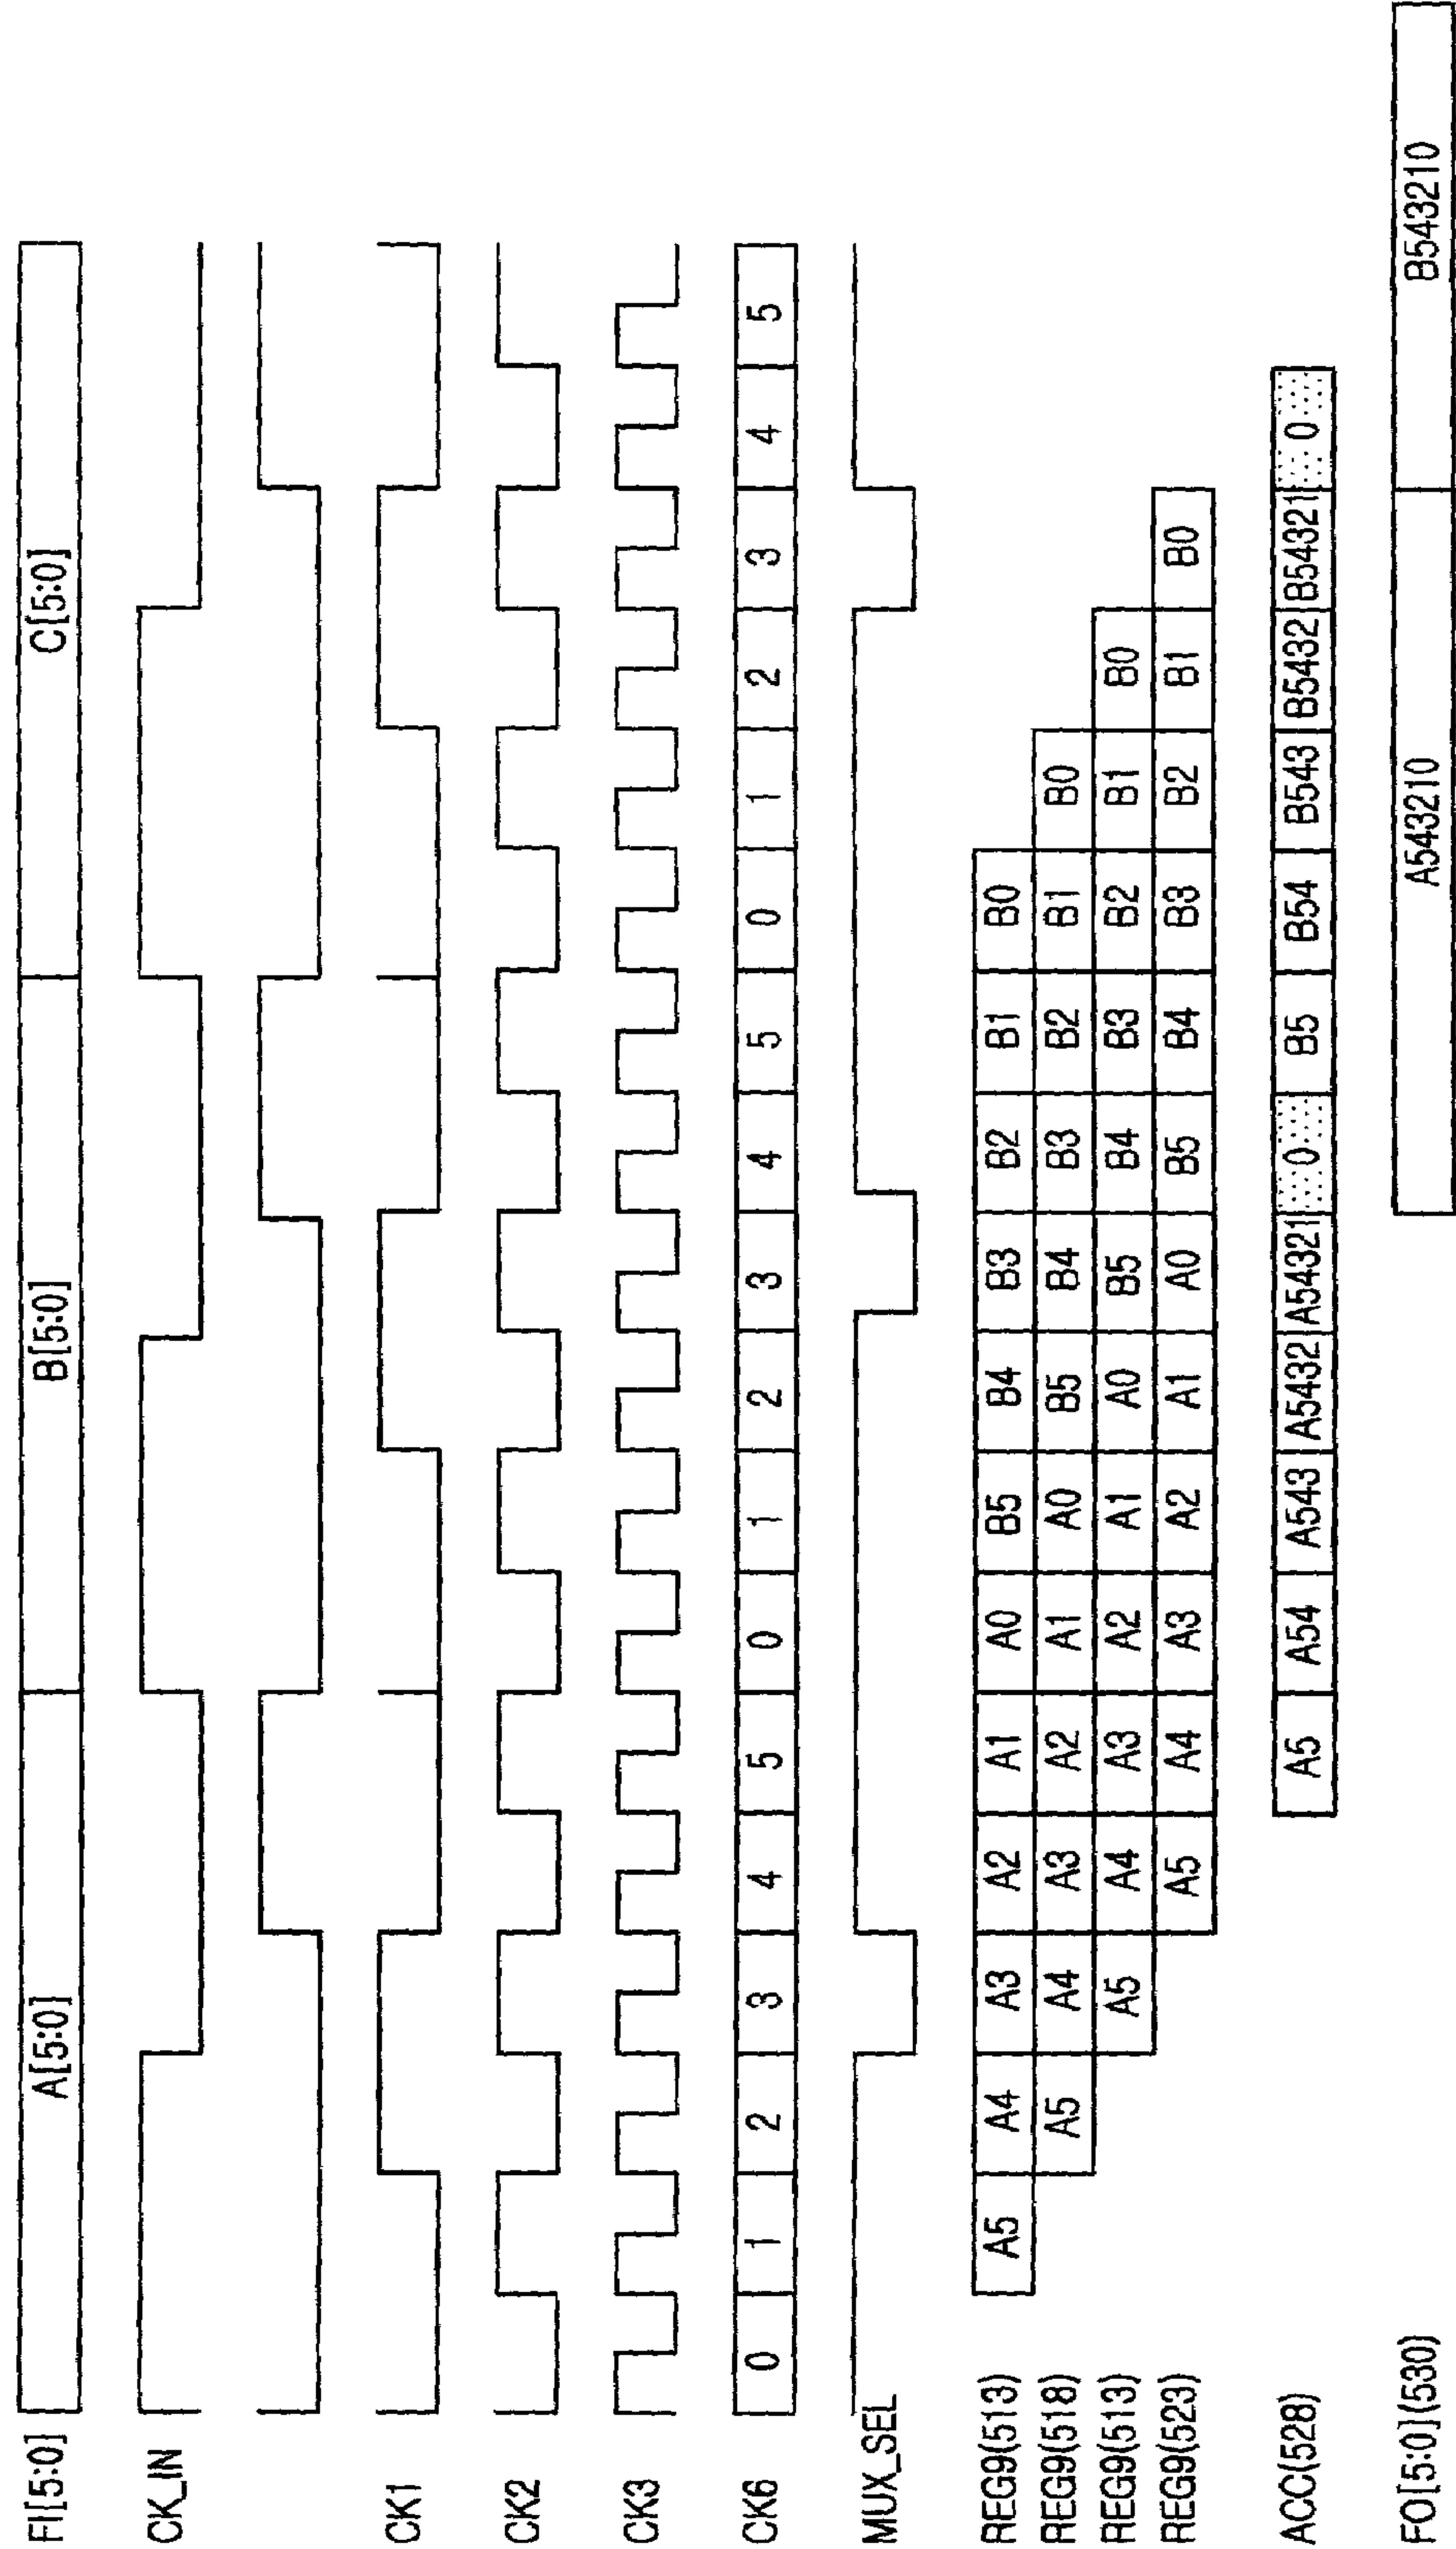 FI[5:0] A[5:0] B[5:0] C[5:0]
CK_IN
CK1
CK2
CK3
CK6 0 1 2 3 4 5 0 1 2 3 4 5 0 1 2 3 4 5
MUX_SEL
REG9(513) A5 A4 A3 A2 A1 A0 B5 B4 B3 B2 B1 B0
REG9(518) A5 A4 A3 A2 A1 A0 B5 B4 B3 B2 B1 B0
REG9(513) A5 A4 A3 A2 A1 A0 B5 B4 B3 B2 B1 B0
REG9(523) A5 A4 A3 A2 A1 A0 B5 B4 B3 B2 B1 B0
ACC(528) A5 A54 A543 A5432 A54321 0 B5 B54 B543 B5432 B54321 0
FO[5:0](530) A543210 B543210